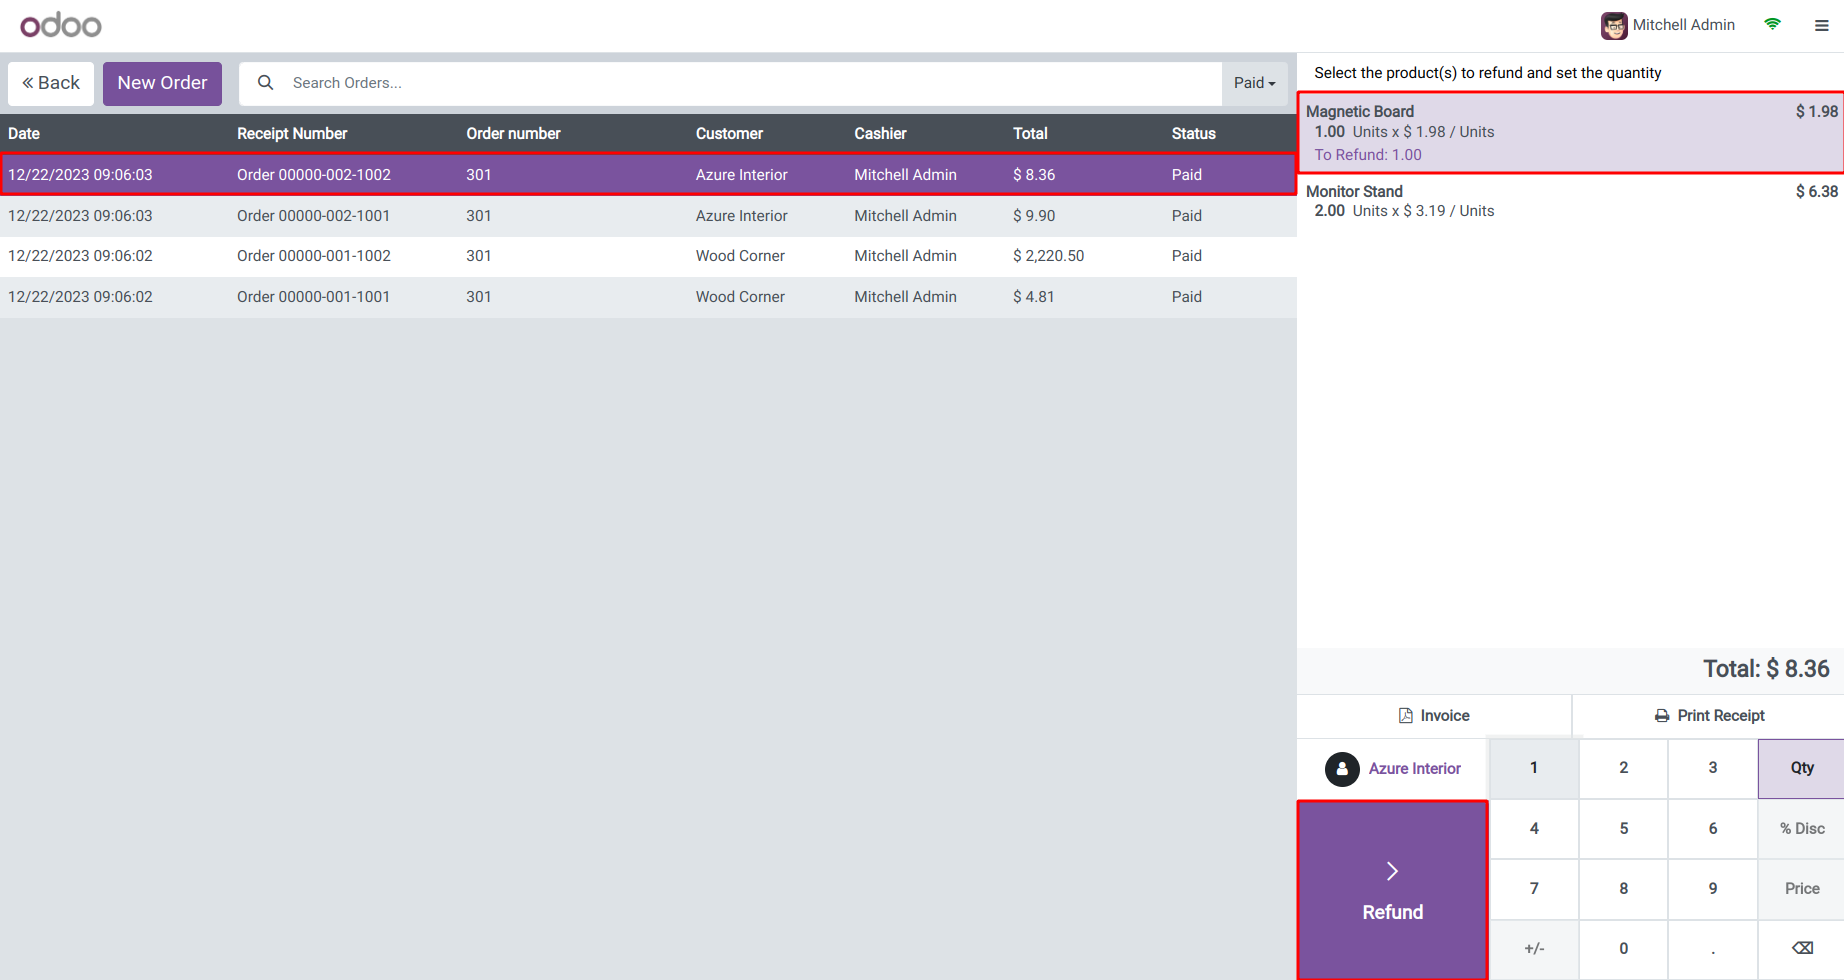 odoo
Mitchell Admin
Back New Order Search Orders... Paid
Date Receipt Number Order number Customer Cashier Total Status
12/22/2023 09:06:03 Order 00000-002-1002 301 Azure Interior Mitchell Admin $ 8.36 Paid
12/22/2023 09:06:03 Order 00000-002-1001 301 Azure Interior Mitchell Admin $ 9.90 Paid
12/22/2023 09:06:02 Order 00000-001-1002 301 Wood Corner Mitchell Admin $ 2,220.50 Paid
12/22/2023 09:06:02 Order 00000-001-1001 301 Wood Corner Mitchell Admin $ 4.81 Paid
Select the product(s) to refund and set the quantity
Magnetic Board $ 1.98
1.00 Units x $ 1.98 / Units
To Refund: 1.00
Monitor Stand $ 6.38
2.00 Units x $ 3.19 / Units
Total: $ 8.36
Invoice Print Receipt
Azure Interior
Refund
1 2 3 Qty
4 5 6 % Disc
7 8 9 Price
+/- 0 .